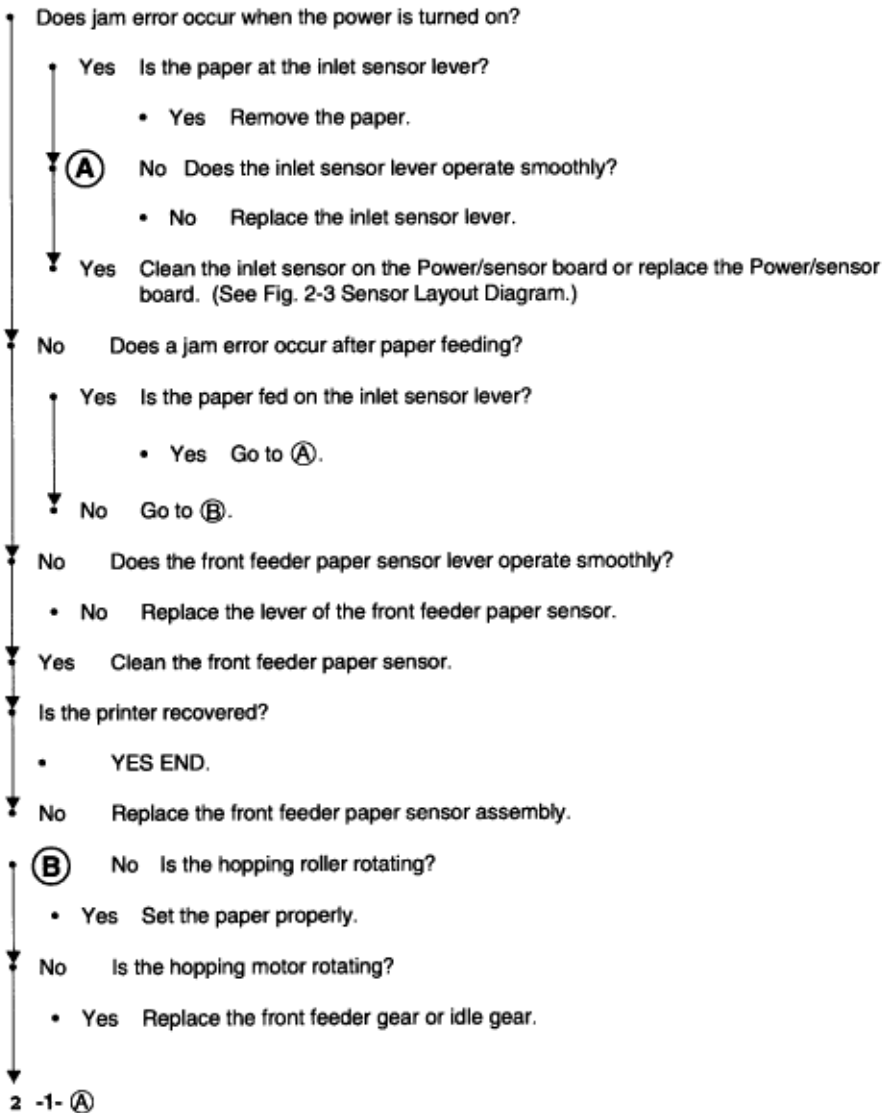 • Does jam error occur when the power is turned on?
• Yes Is the paper at the inlet sensor lever?
• Yes Remove the paper.
Ⓐ No Does the inlet sensor lever operate smoothly?
• No Replace the inlet sensor lever.
• Yes Clean the inlet sensor on the Power/sensor board or replace the Power/sensor
board. (See Fig. 2-3 Sensor Layout Diagram.)
• No Does a jam error occur after paper feeding?
• Yes Is the paper fed on the inlet sensor lever?
• Yes Go to Ⓐ.
• No Go to Ⓑ.
• No Does the front feeder paper sensor lever operate smoothly?
• No Replace the lever of the front feeder paper sensor.
• Yes Clean the front feeder paper sensor.
• Is the printer recovered?
• YES END.
• No Replace the front feeder paper sensor assembly.
• Ⓑ No Is the hopping roller rotating?
• Yes Set the paper properly.
• No Is the hopping motor rotating?
• Yes Replace the front feeder gear or idle gear.
2 -1- Ⓐ